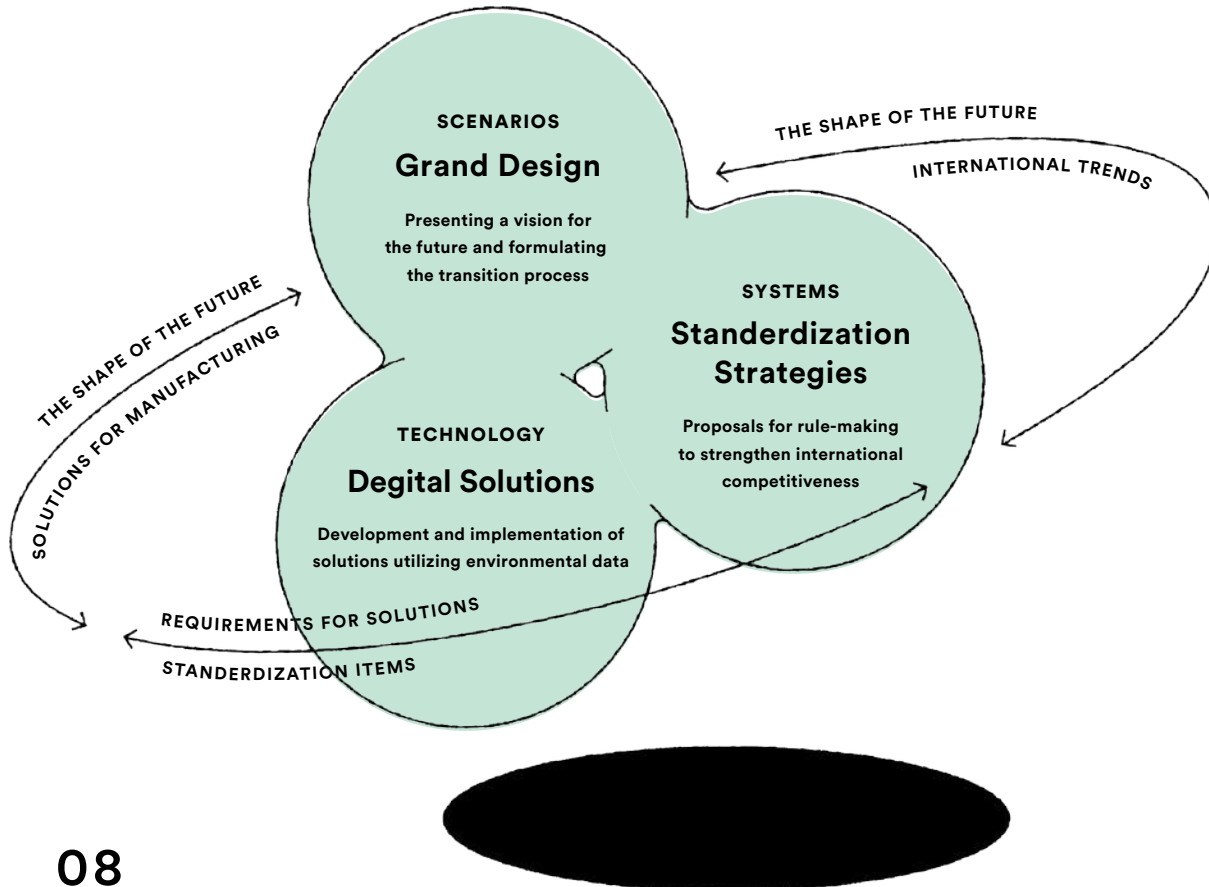 SCENARIOS
Grand Design
Presenting a vision for
the future and formulating
the transition process
THE SHAPE OF THE FUTURE
INTERNATIONAL TRENDS
SYSTEMS
Standerdization
Strategies
Proposals for rule-making
to strengthen international
competitiveness
THE SHAPE OF THE FUTURE
SOLUTIONS FOR MANUFACTURING
TECHNOLOGY
Degital Solutions
Development and implementation of
solutions utilizing environmental data
REQUIREMENTS FOR SOLUTIONS
STANDERDIZATION ITEMS
08